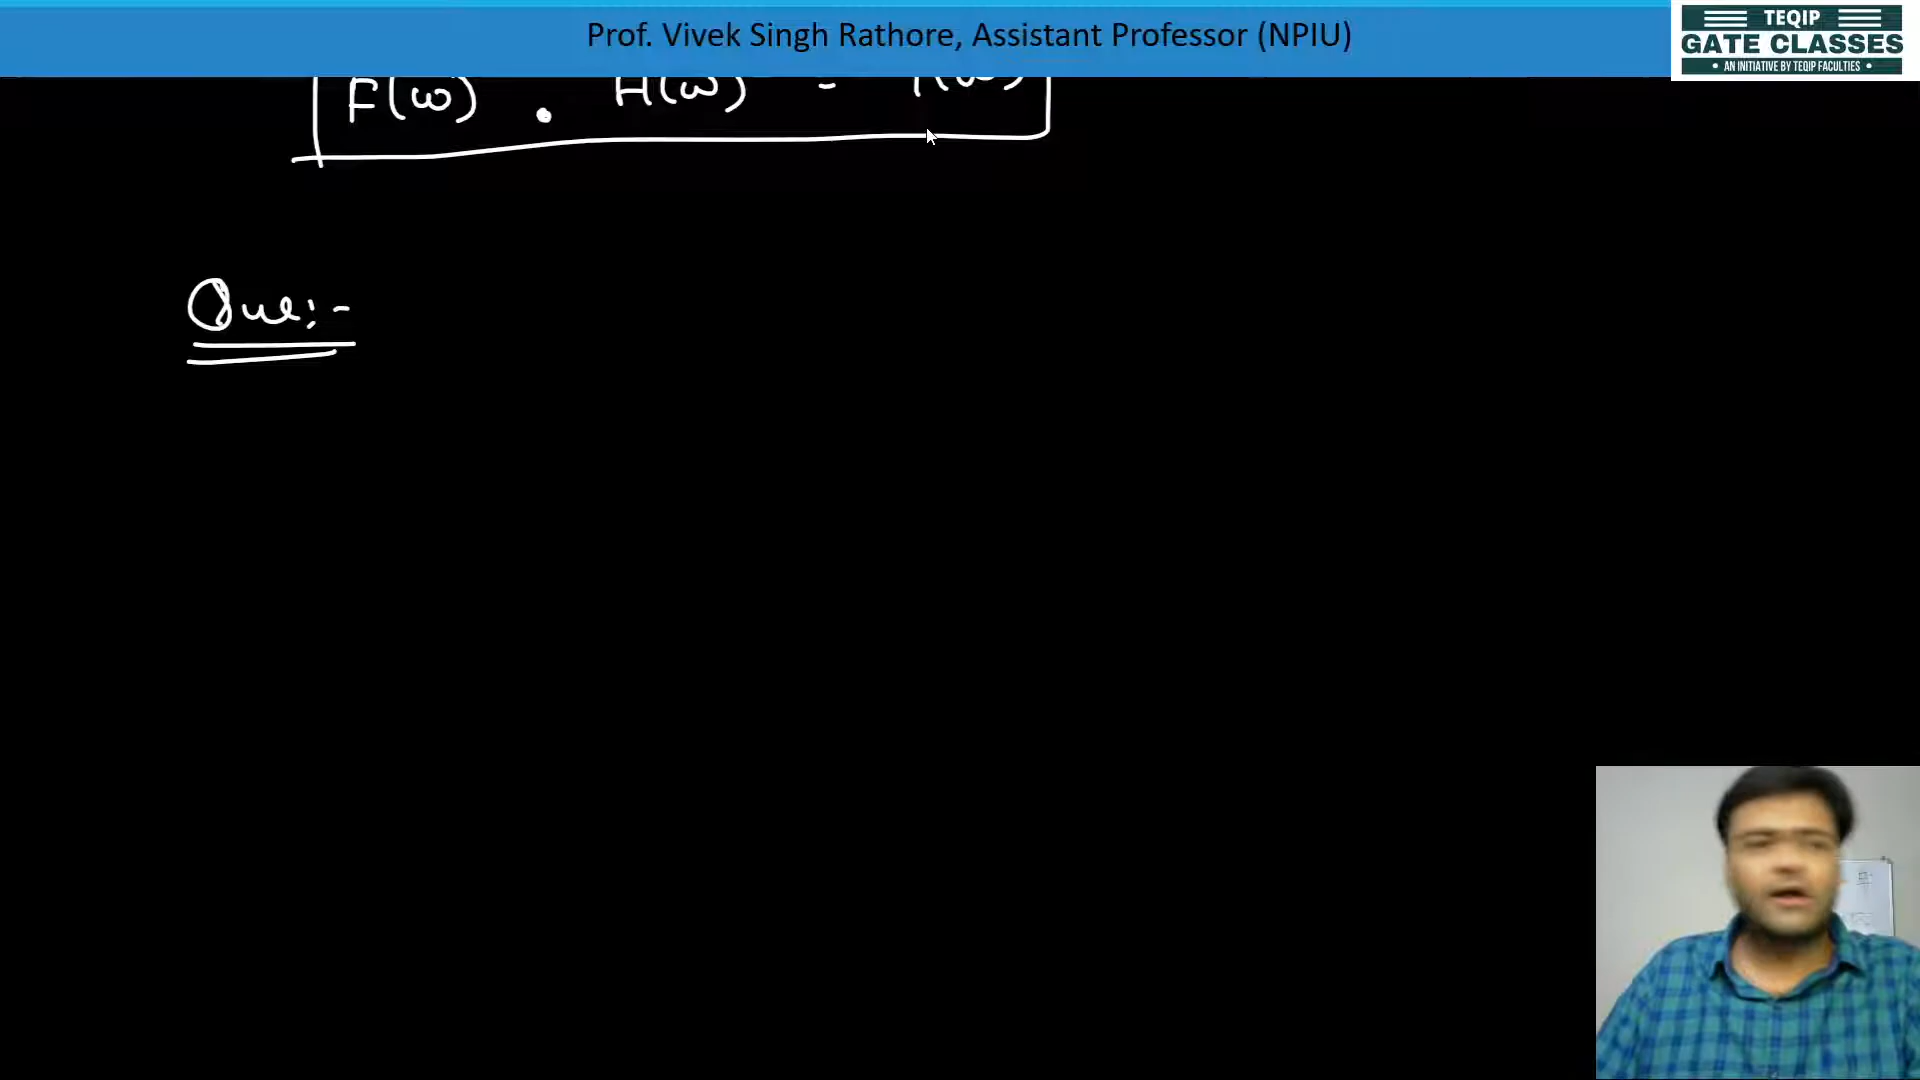 Prof. Vivek Singh Rathore, Assistant Professor (NPIU)
TEQIP
GATE CLASSES
• AN INITIATIVE BY TEQIP FACULTIES •
F(ω) . H(ω) =
Que:-